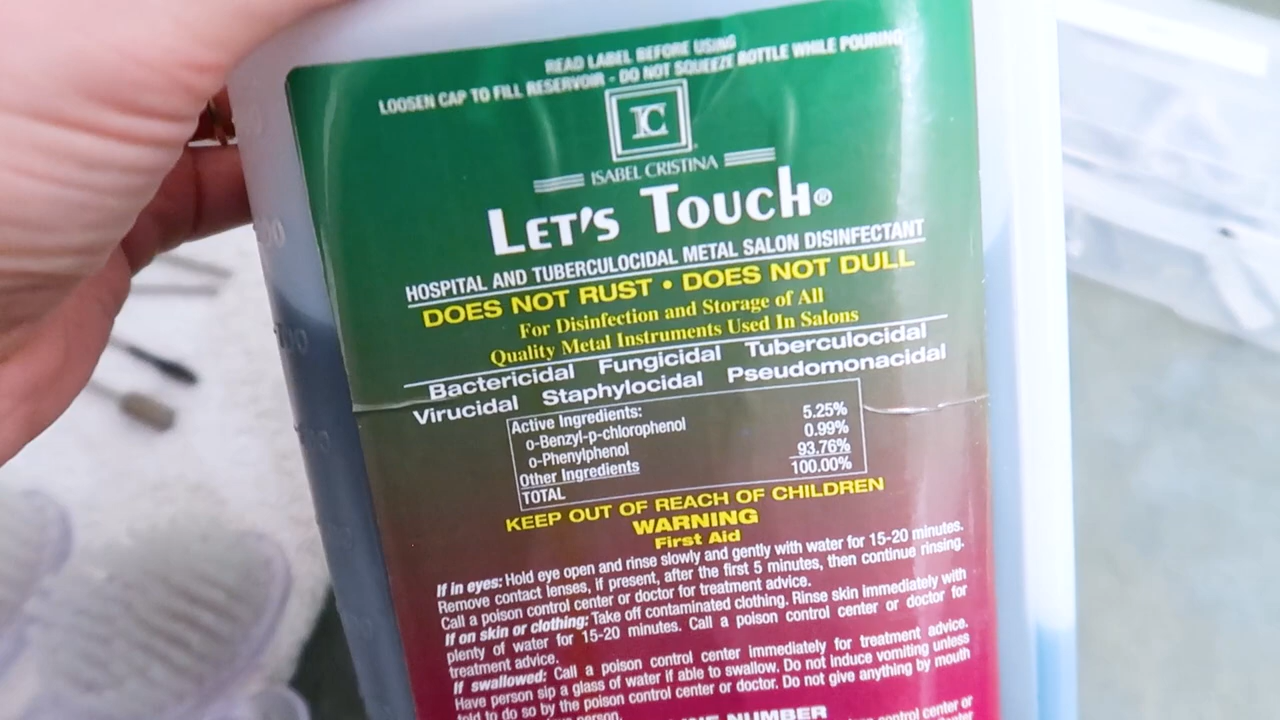 READ LABEL BEFORE USING
LOOSEN CAP TO FILL RESERVOIR - DO NOT SQUEEZE BOTTLE WHILE POURING
IC
ISABEL CRISTINA
LET'S TOUCH®
HOSPITAL AND TUBERCULOCIDAL METAL SALON DISINFECTANT
DOES NOT RUST • DOES NOT DULL
For Disinfection and Storage of All
Quality Metal Instruments Used In Salons
Bactericidal Fungicidal Tuberculocidal
Virucidal Staphylocidal Pseudomonacidal
Active Ingredients:
o-Benzyl-p-chlorophenol 5.25%
o-Phenylphenol 0.99%
Other Ingredients 93.76%
TOTAL 100.00%
KEEP OUT OF REACH OF CHILDREN
WARNING
First Aid
If in eyes: Hold eye open and rinse slowly and gently with water for 15-20 minutes.
Remove contact lenses, if present, after the first 5 minutes, then continue rinsing.
Call a poison control center or doctor for treatment advice.
If on skin or clothing: Take off contaminated clothing. Rinse skin immediately with
plenty of water for 15-20 minutes. Call a poison control center or doctor for
treatment advice.
If swallowed: Call a poison control center immediately for treatment advice.
Have person sip a glass of water if able to swallow. Do not induce vomiting unless
told to do so by the poison control center or doctor. Do not give anything by mouth
person.
NUMBER
control center or